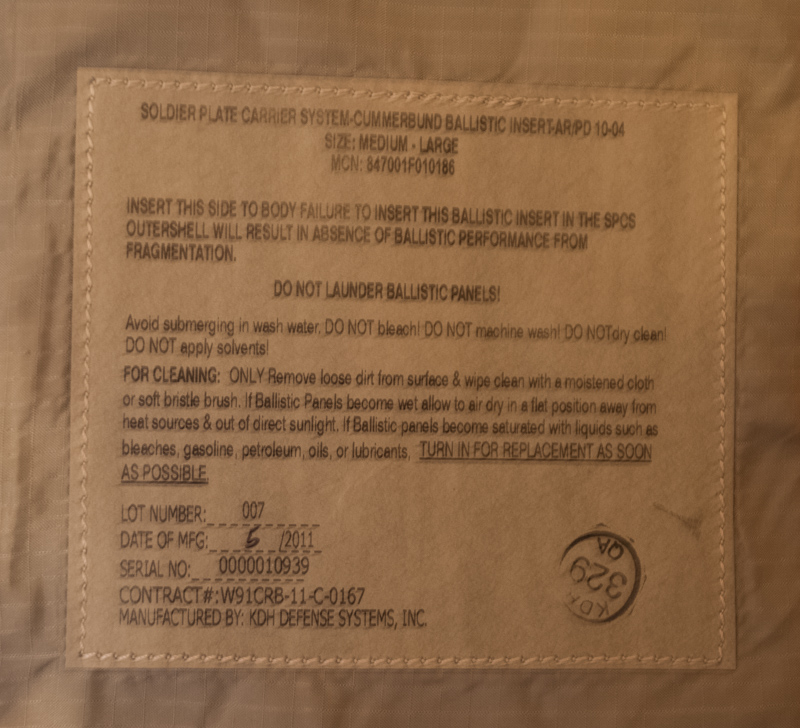 SOLDIER PLATE CARRIER SYSTEM-CUMMERBUND BALLISTIC INSERT-AR/PD 10-04
SIZE: MEDIUM - LARGE
MCN: 847001F010186
INSERT THIS SIDE TO BODY FAILURE TO INSERT THIS BALLISTIC INSERT IN THE SPCS
OUTERSHELL WILL RESULT IN ABSENCE OF BALLISTIC PERFORMANCE FROM
FRAGMENTATION.
DO NOT LAUNDER BALLISTIC PANELS!
Avoid submerging in wash water. DO NOT bleach! DO NOT machine wash! DO NOTdry clean!
DO NOT apply solvents!
FOR CLEANING: ONLY Remove loose dirt from surface & wipe clean with a moistened cloth
or soft bristle brush. If Ballistic Panels become wet allow to air dry in a flat position away from
heat sources & out of direct sunlight. If Ballistic panels become saturated with liquids such as
bleaches, gasoline, petroleum, oils, or lubricants, TURN IN FOR REPLACEMENT AS SOON
AS POSSIBLE.
LOT NUMBER: 007
DATE OF MFG: 5 /2011
SERIAL NO: 0000010939
CONTRACT#:W91CRB-11-C-0167
MANUFACTURED BY: KDH DEFENSE SYSTEMS, INC.
KDH
329
QA